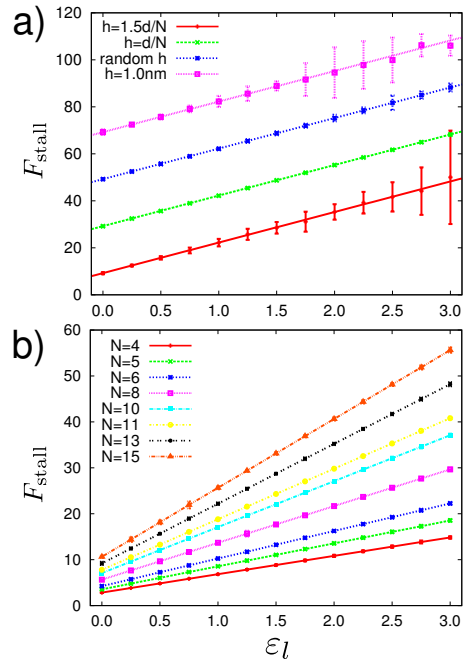 a)
h=1.5d/N
h=d/N
random h
h=1.0nm
F_stall
120
100
80
60
40
20
0
0.0 0.5 1.0 1.5 2.0 2.5 3.0
b)
N=4
N=5
N=6
N=8
N=10
N=11
N=13
N=15
F_stall
60
50
40
30
20
10
0
0.0 0.5 1.0 1.5 2.0 2.5 3.0
ε_l